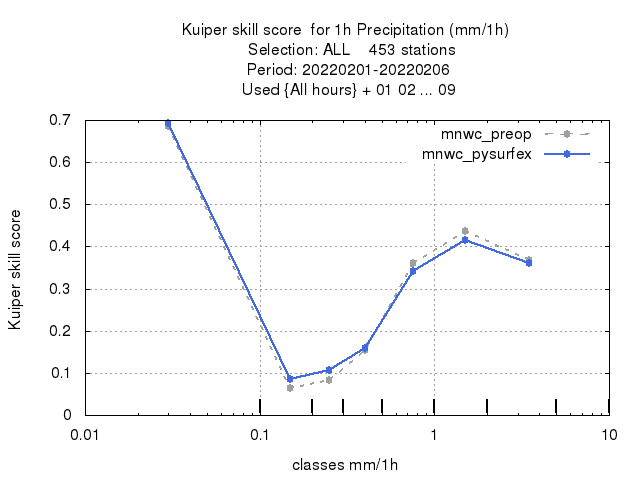 Kuiper skill score  for 1h Precipitation (mm/1h)
Selection: ALL    453 stations
Period: 20220201-20220206
Used {All hours} + 01 02 ... 09
mnwc_preop
mnwc_pysurfex
0.7
0.6
0.5
0.4
0.3
0.2
0.1
0
Kuiper skill score
0.01 0.1 1 10
classes mm/1h